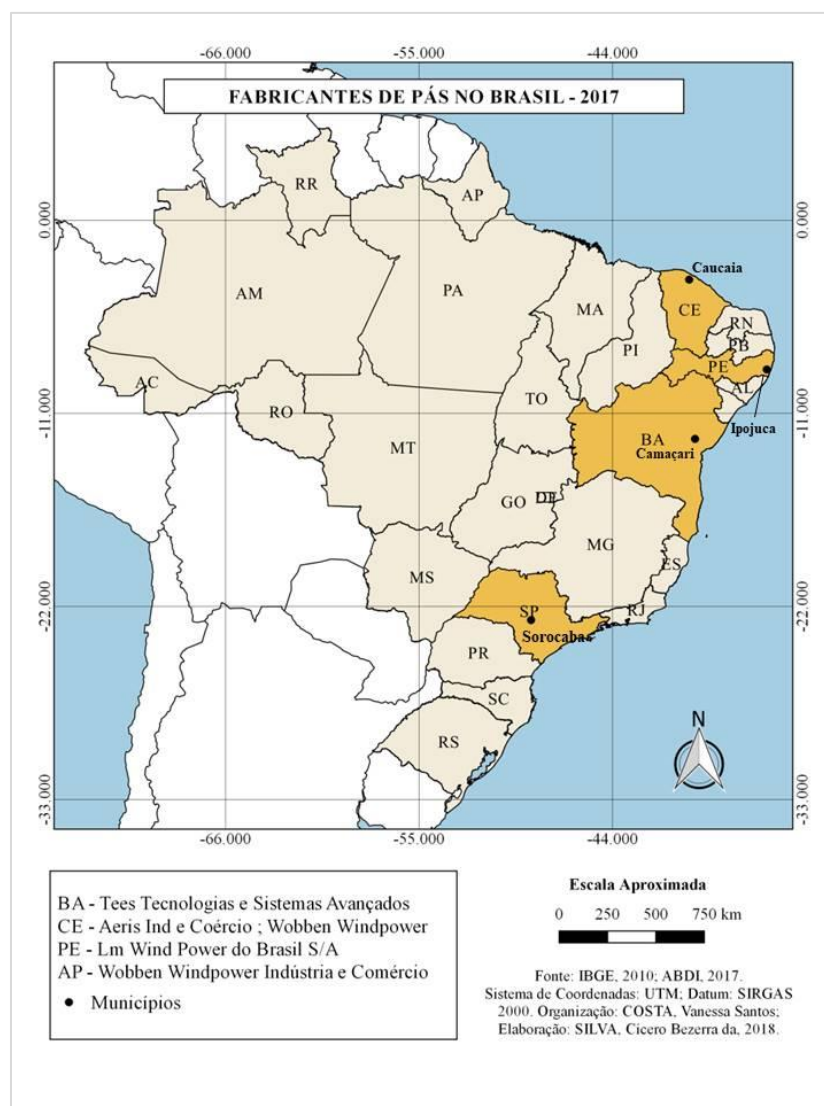 -66.000 -55.000 -44.000
FABRICANTES DE PÁS NO BRASIL - 2017
RR
AP
0.000 0.000
Caucaia
AM
PA
MA
CE
RN
PB
PI
PE
AC
AL
TO
-11.000 -11.000
RO
Ipojuca
BA
Camaçari
MT
DF
GO
MG
ES
MS
-22.000 -22.000
SP
RJ
Sorocaba
PR
SC
N
RS
-33.000 -33.000
-66.000 -55.000 -44.000
BA - Tees Tecnologias e Sistemas Avançados
CE - Aeris Ind e Coércio ; Wobben Windpower
PE - Lm Wind Power do Brasil S/A
AP - Wobben Windpower Indústria e Comércio
Municípios
Escala Aproximada
0 250 500 750 km
Fonte: IBGE, 2010; ABDI, 2017.
Sistema de Coordenadas: UTM; Datum: SIRGAS
2000. Organização: COSTA, Vanessa Santos;
Elaboração: SILVA, Cicero Bezerra da, 2018.